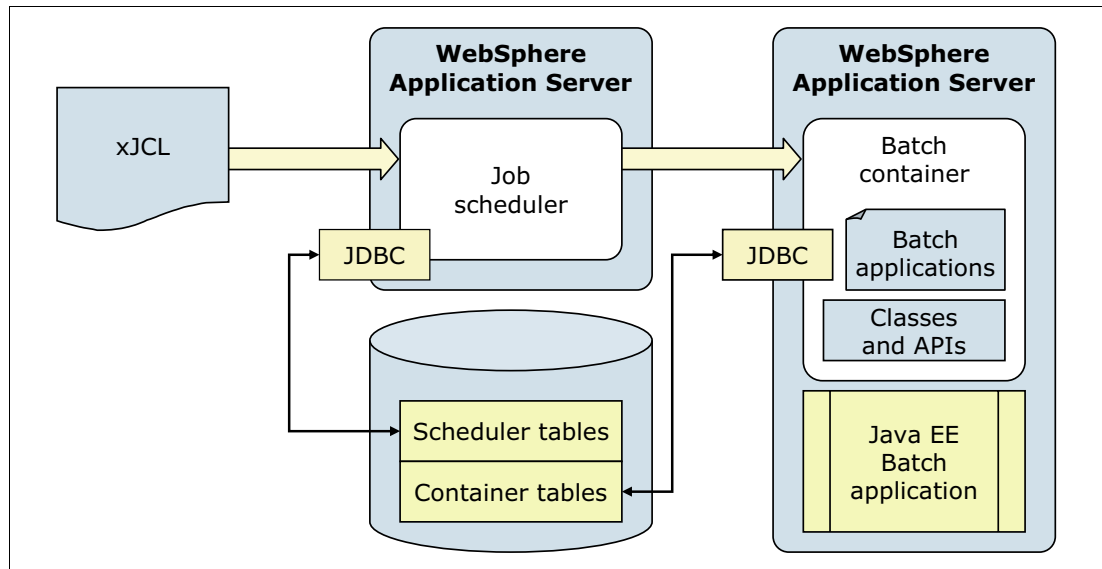 xJCL
WebSphere
Application Server
Job
scheduler
JDBC
Scheduler tables
Container tables
WebSphere
Application Server
Batch
container
JDBC
Batch
applications
Classes
and APIs
Java EE
Batch
application